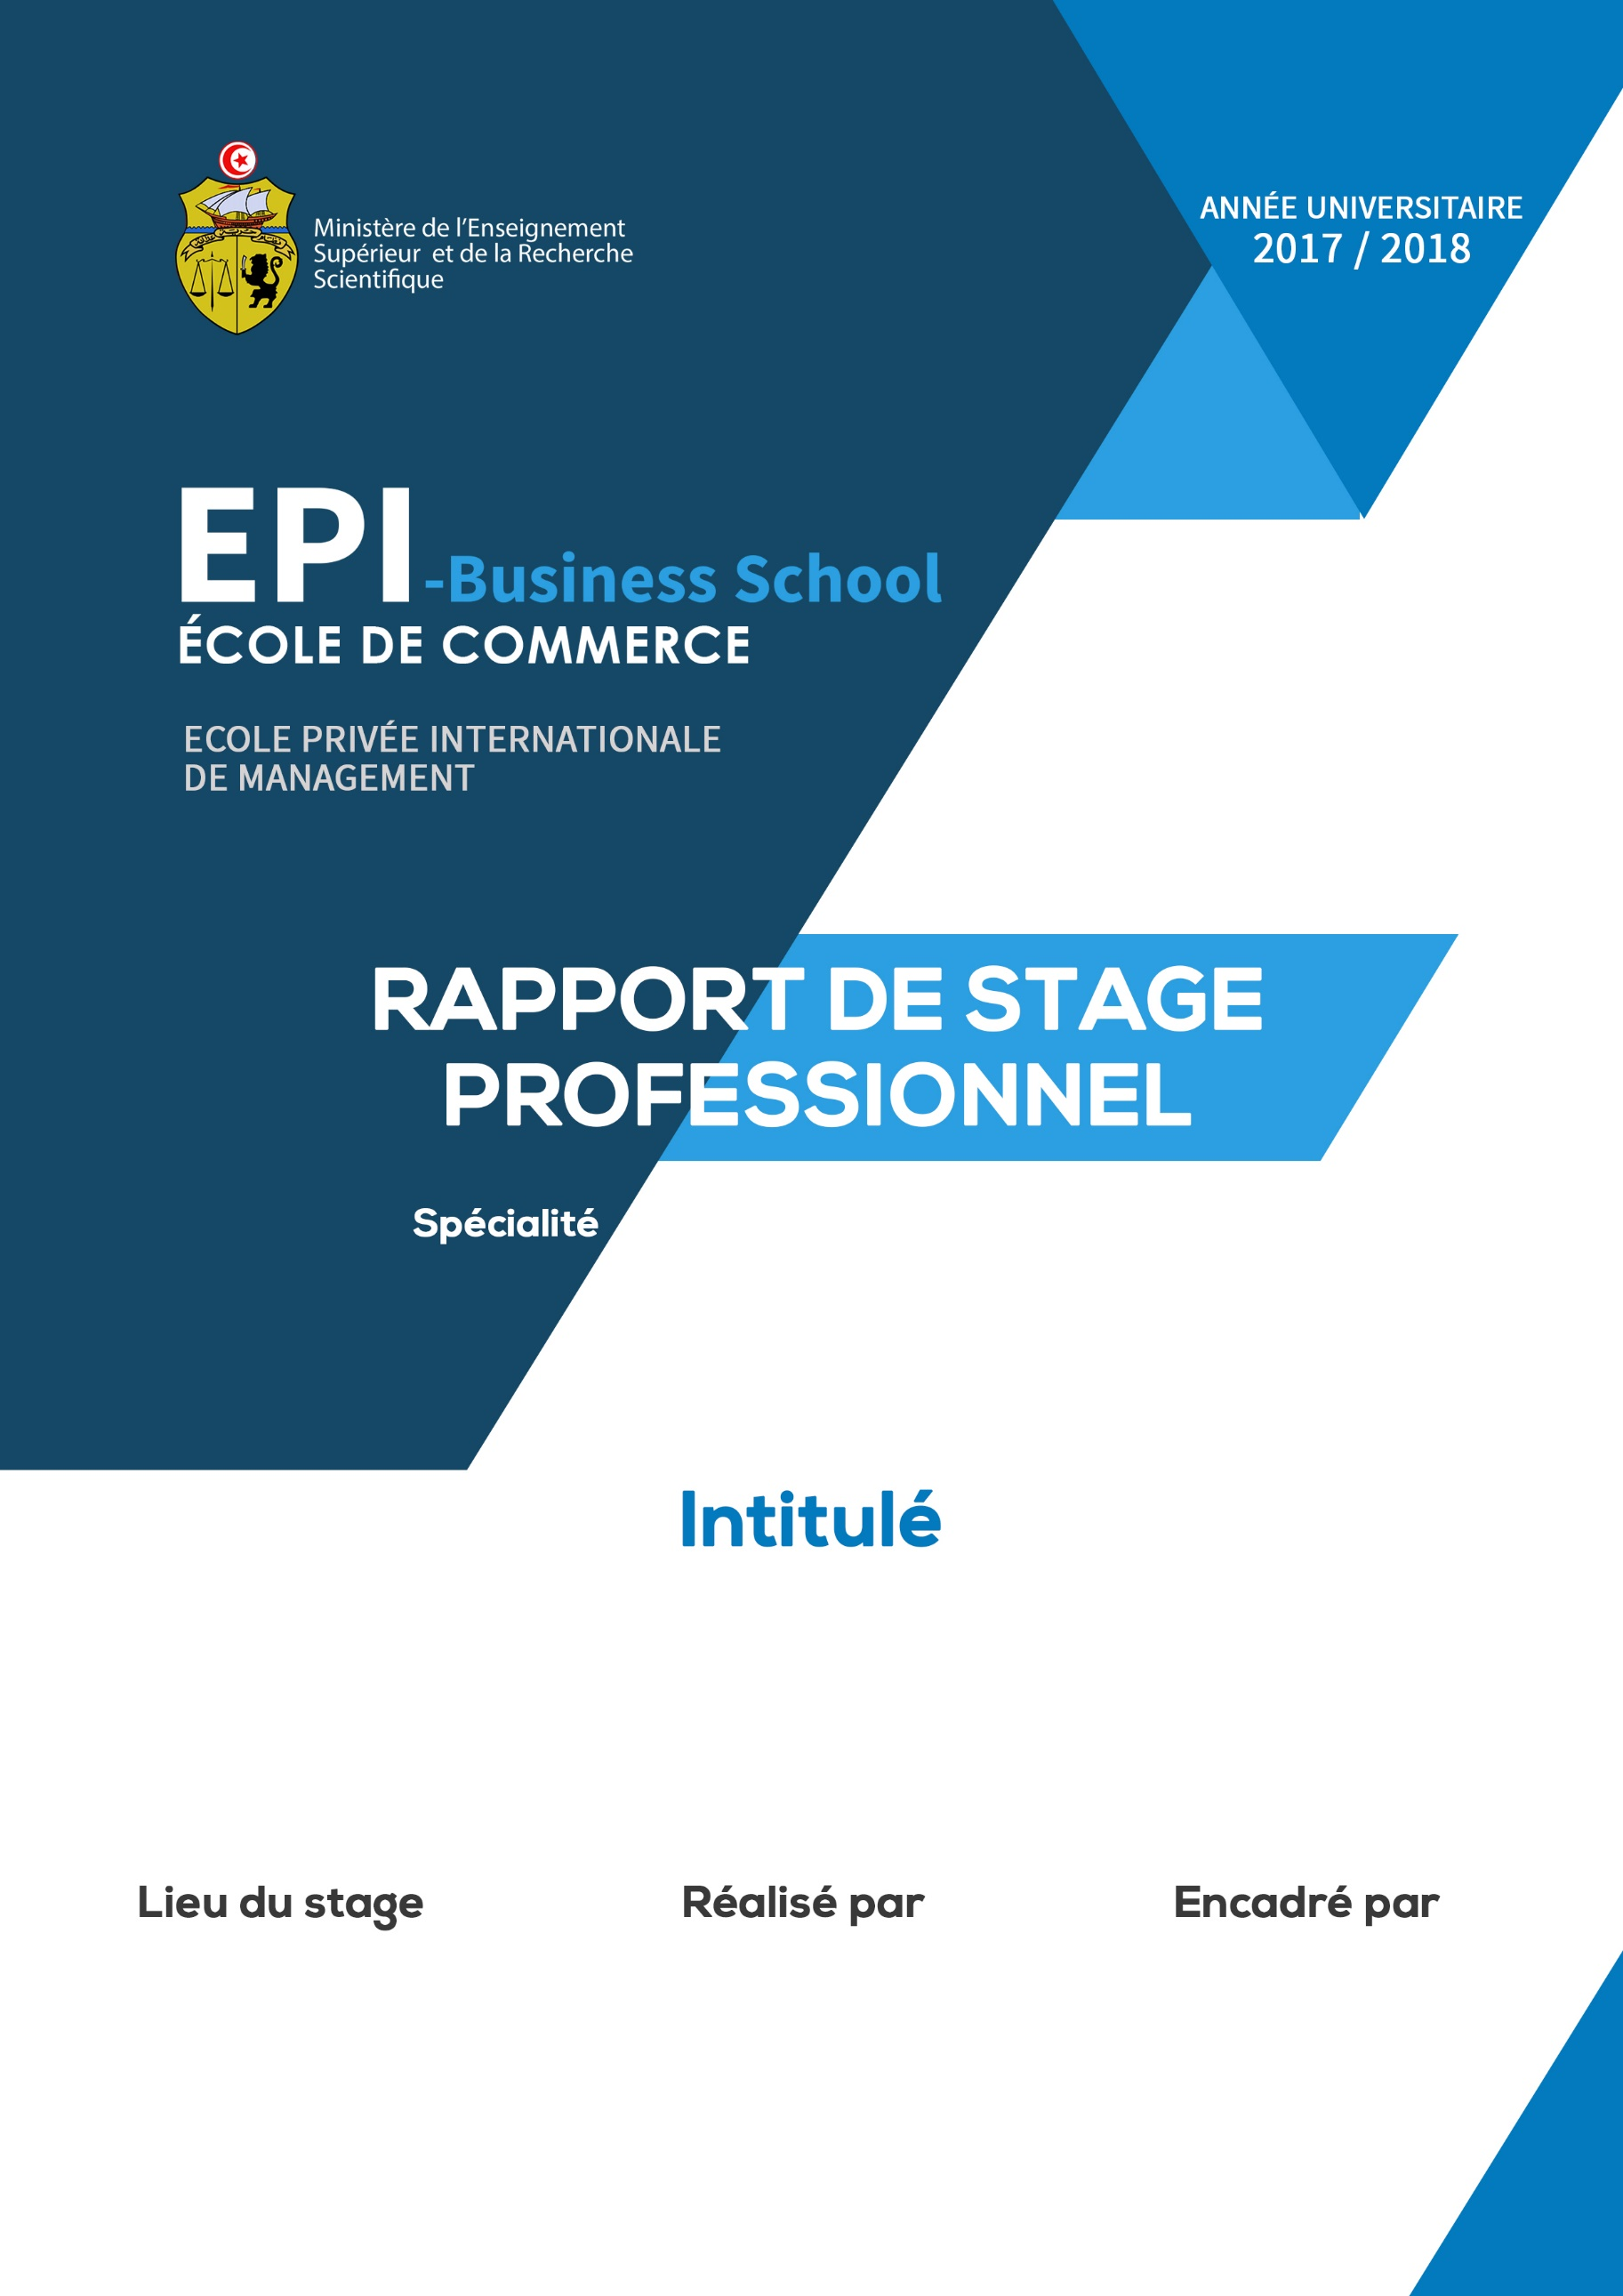 Ministère de l’Enseignement
Supérieur et de la Recherche
Scientifique
ANNÉE UNIVERSITAIRE
2017 / 2018
EPI-Business School
ÉCOLE DE COMMERCE
ECOLE PRIVÉE INTERNATIONALE
DE MANAGEMENT
RAPPORT DE STAGE
PROFESSIONNEL
Spécialité
Intitulé
Lieu du stage
Réalisé par
Encadré par